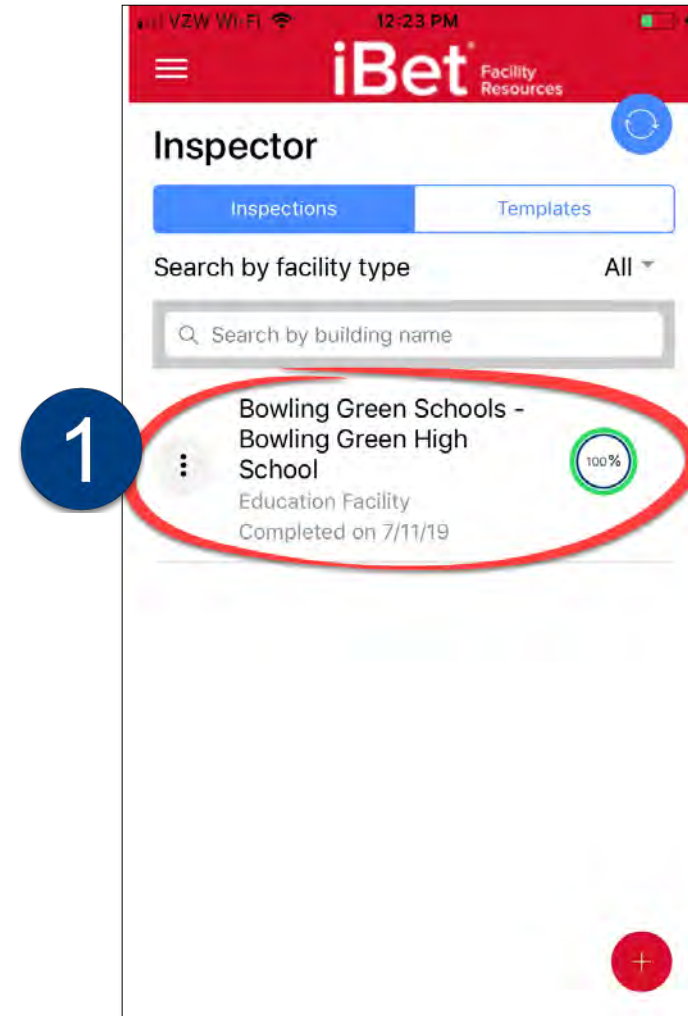 VZW Wi-Fi 12:23 PM
iBet Facility
Resources
Inspector
Inspections Templates
Search by facility type All
Search by building name
1
Bowling Green Schools -
Bowling Green High
School
100%
Education Facility
Completed on 7/11/19
+